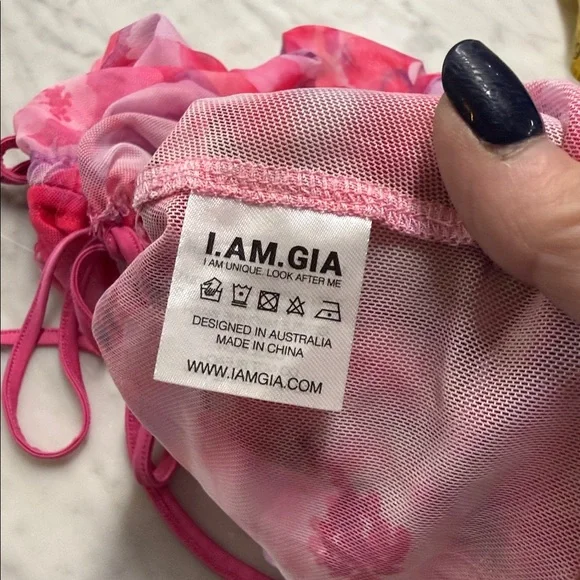 I.AM.GIA
I AM UNIQUE. LOOK AFTER ME
DESIGNED IN AUSTRALIA
MADE IN CHINA
WWW.IAMGIA.COM